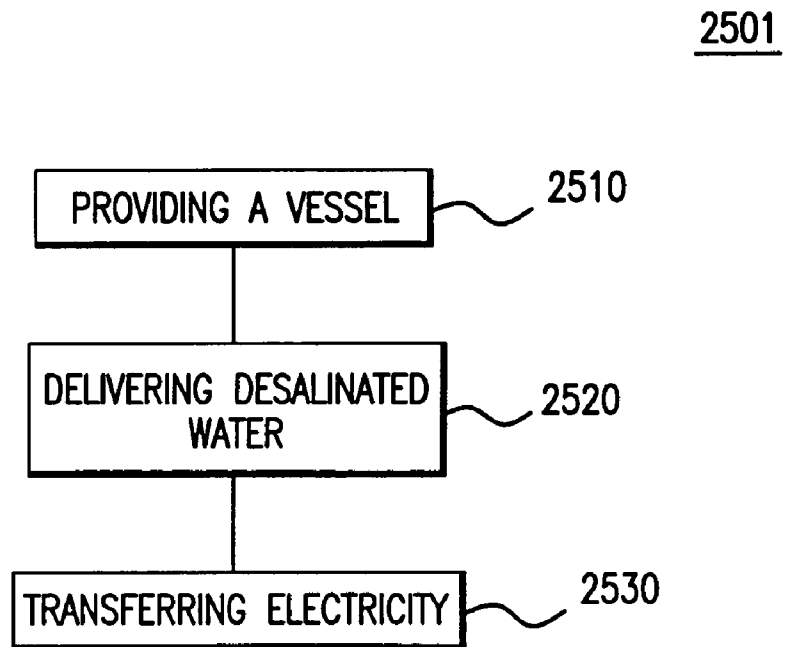 2501
PROVIDING A VESSEL
2510
DELIVERING DESALINATED
WATER
2520
TRANSFERRING ELECTRICITY
2530